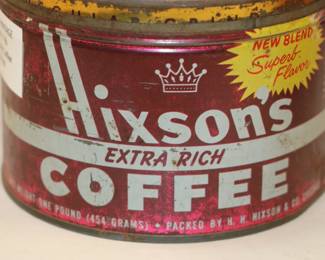 NEW BLEND
Superb
Flavor
Hixson's
EXTRA RICH
COFFEE
ONE POUND (454 GRAMS) • PACKED BY H. H. HIXSON & CO.